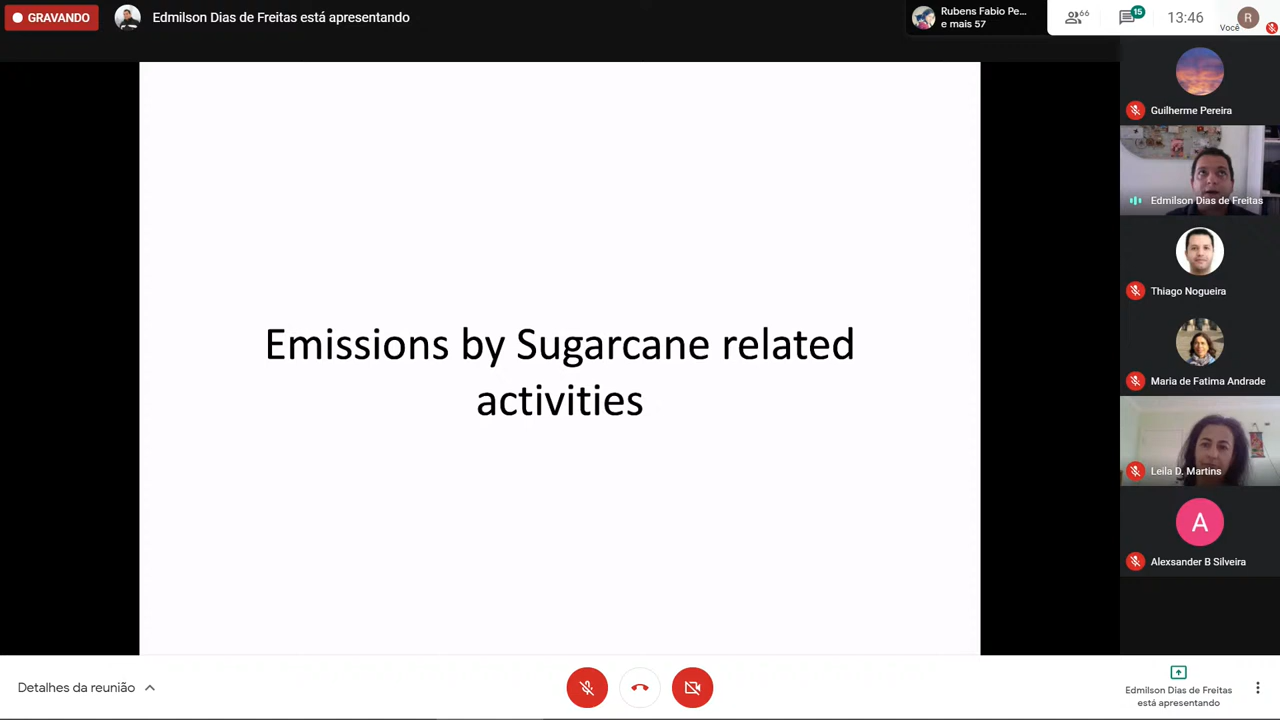 GRAVANDO
Edmilson Dias de Freitas está apresentando
Rubens Fabio Pe...
e mais 57
66
15
13:46
Você
R
Guilherme Pereira
Edmilson Dias de Freitas
Thiago Nogueira
Maria de Fatima Andrade
Leila D. Martins
A
Alexsander B Silveira
Emissions by Sugarcane related
activities
Detalhes da reunião
Edmilson Dias de Freitas
está apresentando